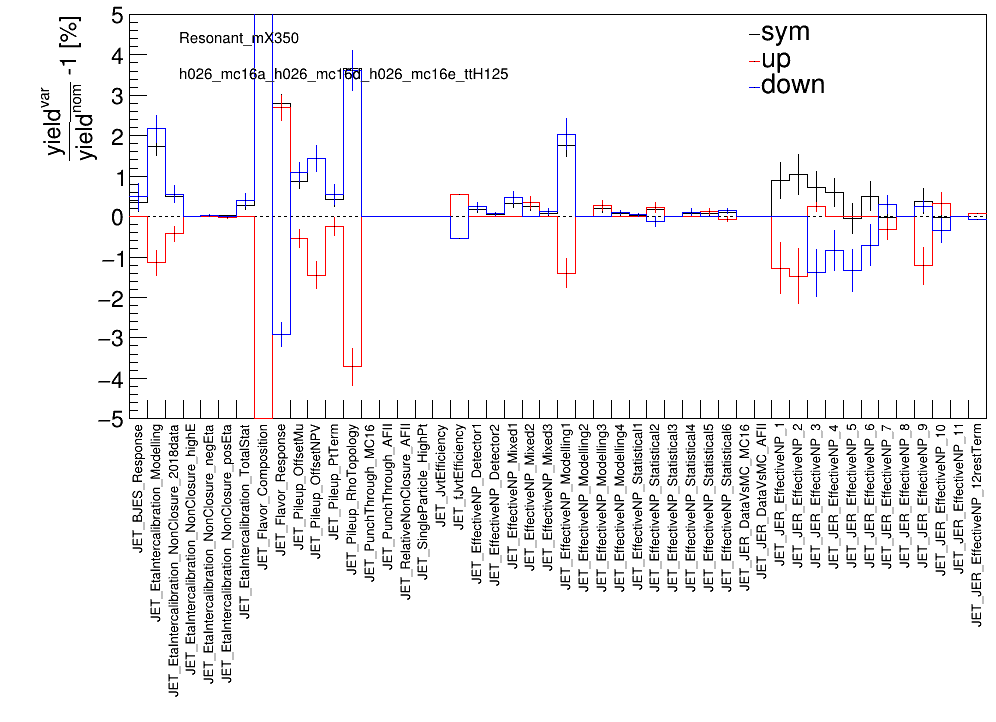 yield^var
yield^nom -1 [%]
5
4
3
2
1
0
−1
−2
−3
−4
−5
Resonant_mX350
h026_mc16a_h026_mc16d_h026_mc16e_ttH125
sym
up
down
JET_BJES_Response
JET_EtaIntercalibration_Modelling
JET_EtaIntercalibration_NonClosure_2018data
JET_EtaIntercalibration_NonClosure_highE
JET_EtaIntercalibration_NonClosure_negEta
JET_EtaIntercalibration_NonClosure_posEta
JET_EtaIntercalibration_TotalStat
JET_Flavor_Composition
JET_Flavor_Response
JET_Pileup_OffsetMu
JET_Pileup_OffsetNPV
JET_Pileup_PtTerm
JET_Pileup_RhoTopology
JET_PunchThrough_MC16
JET_PunchThrough_AFII
JET_RelativeNonClosure_AFII
JET_SingleParticle_HighPt
JET_JvtEfficiency
JET_fJvtEfficiency
JET_EffectiveNP_Detector1
JET_EffectiveNP_Detector2
JET_EffectiveNP_Mixed1
JET_EffectiveNP_Mixed2
JET_EffectiveNP_Mixed3
JET_EffectiveNP_Modelling1
JET_EffectiveNP_Modelling2
JET_EffectiveNP_Modelling3
JET_EffectiveNP_Modelling4
JET_EffectiveNP_Statistical1
JET_EffectiveNP_Statistical2
JET_EffectiveNP_Statistical3
JET_EffectiveNP_Statistical4
JET_EffectiveNP_Statistical5
JET_EffectiveNP_Statistical6
JET_JER_DataVsMC_MC16
JET_JER_DataVsMC_AFII
JET_JER_EffectiveNP_1
JET_JER_EffectiveNP_2
JET_JER_EffectiveNP_3
JET_JER_EffectiveNP_4
JET_JER_EffectiveNP_5
JET_JER_EffectiveNP_6
JET_JER_EffectiveNP_7
JET_JER_EffectiveNP_8
JET_JER_EffectiveNP_9
JET_JER_EffectiveNP_10
JET_JER_EffectiveNP_11
JET_JER_EffectiveNP_12restTerm